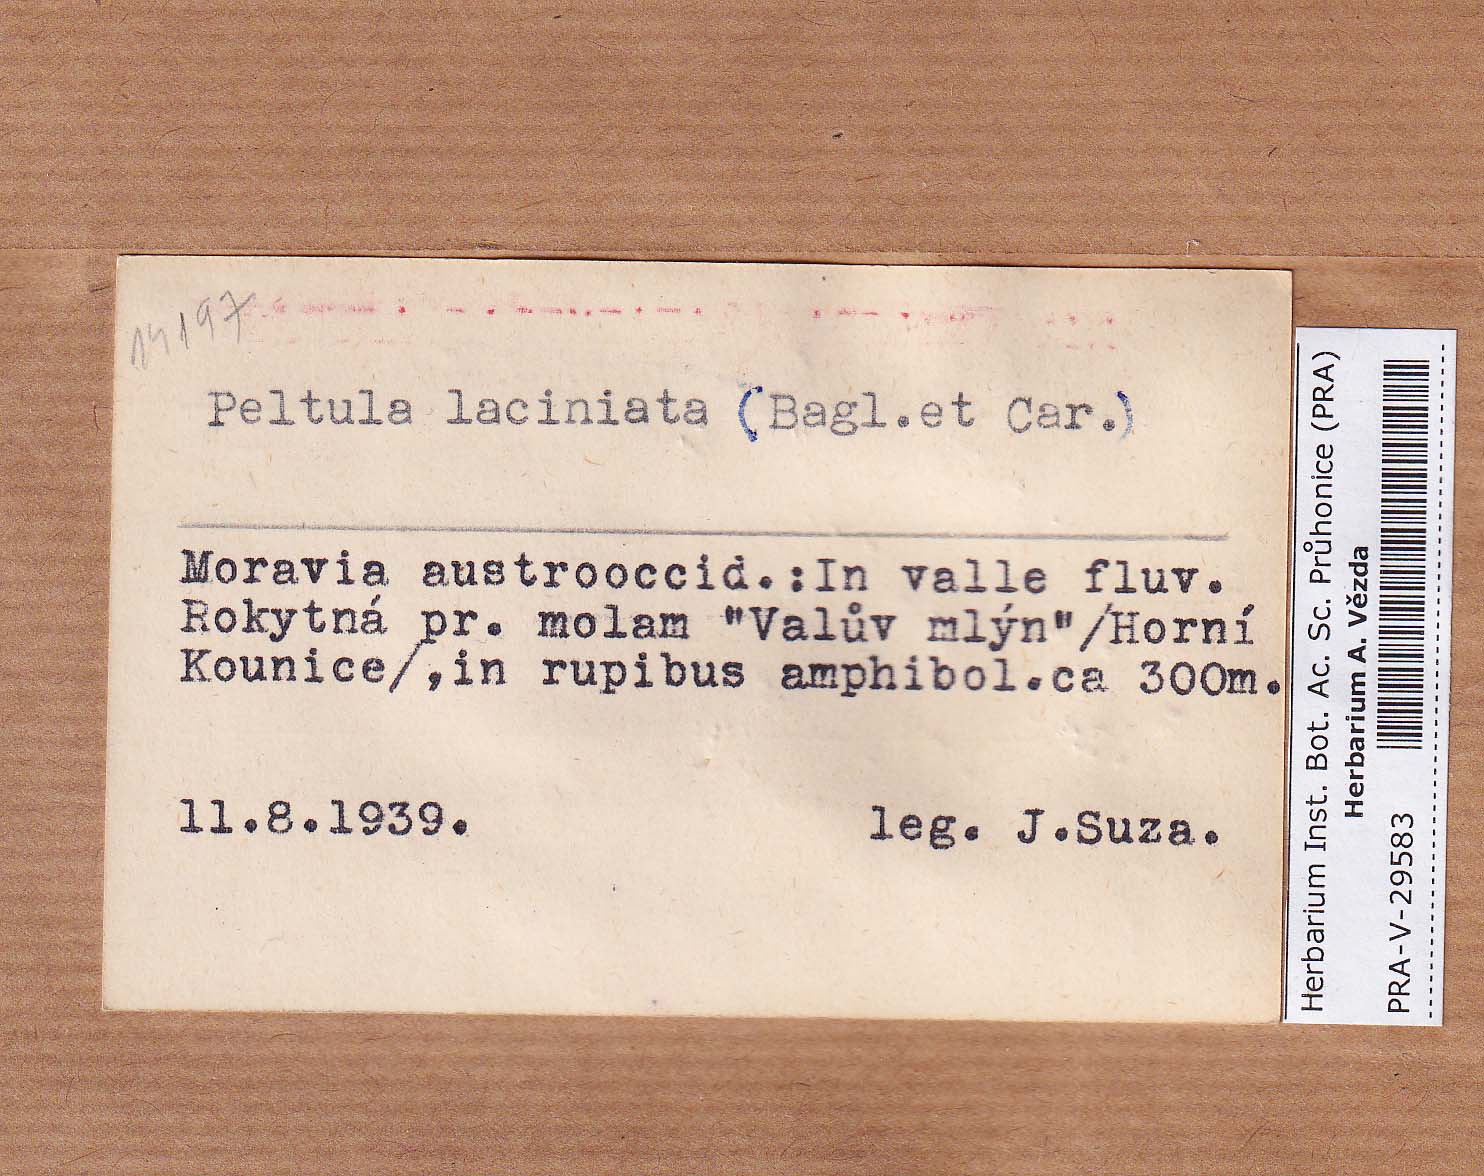 14197
Peltula laciniata (Bagl.et Car.)
Moravia austrooccid.:In valle fluv.
Rokytná pr. molam "Valův mlýn"/Horní
Kounice/,in rupibus amphibol.ca 300m.
11.8.1939. leg. J.Suza.
Herbarium Inst. Bot. Ac. Sc. Průhonice (PRA)
Herbarium A. Vězda
PRA-V-29583